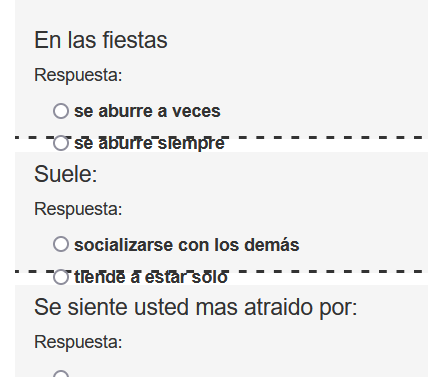 En las fiestas
Respuesta:
se aburre a veces
se aburre siempre
Suele:
Respuesta:
socializarse con los demás
tiende a estar solo
Se siente usted mas atraido por:
Respuesta: